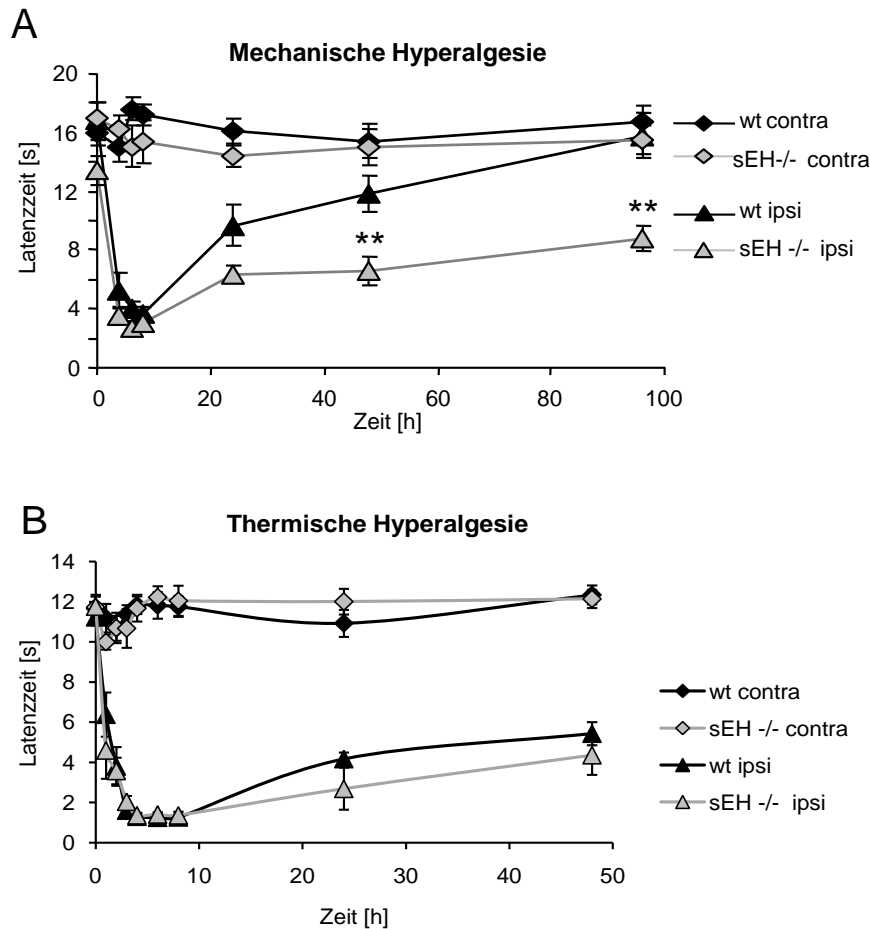 A
Mechanische Hyperalgesie
20
16
12
8
4
0
Latenzzeit [s]
**
**
0 20 40 60 80 100
Zeit [h]
wt contra
sEH-/- contra
wt ipsi
sEH -/- ipsi
B
Thermische Hyperalgesie
14
12
10
8
6
4
2
0
Latenzzeit [s]
0 10 20 30 40 50
Zeit [h]
wt contra
sEH -/- contra
wt ipsi
sEH -/- ipsi